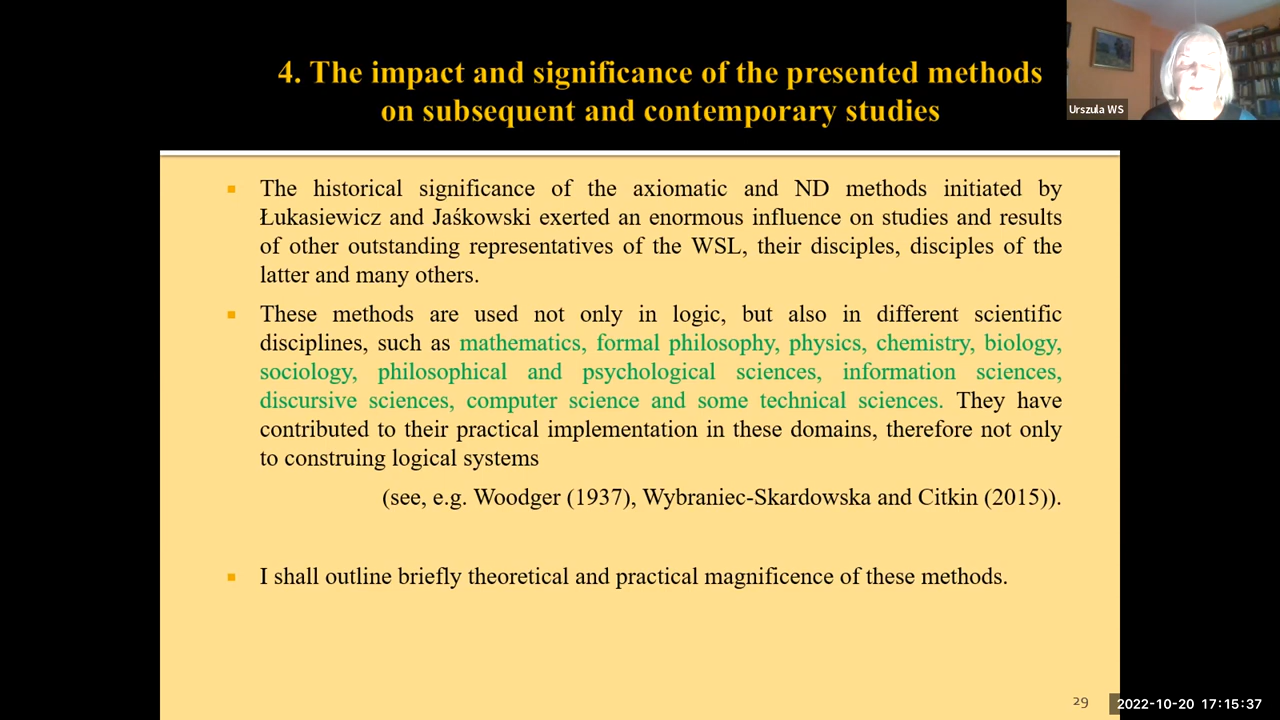 4. The impact and significance of the presented methods
on subsequent and contemporary studies
Urszula WS
The historical significance of the axiomatic and ND methods initiated by
Łukasiewicz and Jaśkowski exerted an enormous influence on studies and results
of other outstanding representatives of the WSL, their disciples, disciples of the
latter and many others.
These methods are used not only in logic, but also in different scientific
disciplines, such as mathematics, formal philosophy, physics, chemistry, biology,
sociology, philosophical and psychological sciences, information sciences,
discursive sciences, computer science and some technical sciences. They have
contributed to their practical implementation in these domains, therefore not only
to construing logical systems
(see, e.g. Woodger (1937), Wybraniec-Skardowska and Citkin (2015)).
I shall outline briefly theoretical and practical magnificence of these methods.
29
2022-10-20 17:15:37